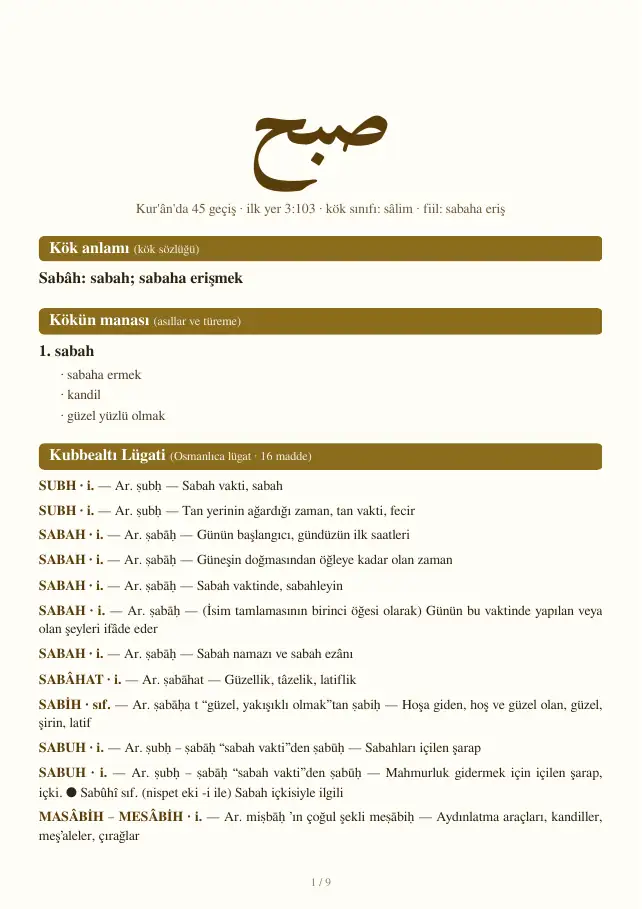 صبح
Kur'ân'da 45 geçiş · ilk yer 3:103 · kök sınıfı: sâlim · fiil: sabaha eriş
Kök anlamı (kök sözlüğü)
Sabâh: sabah; sabaha erişmek
Kökün manası (asıllar ve türeme)
1. sabah
· sabaha ermek
· kandil
· güzel yüzlü olmak
Kubbealtı Lügati (Osmanlıca lügat · 16 madde)
SUBH · i. — Ar. ṣubḥ — Sabah vakti, sabah
SUBH · i. — Ar. ṣubḥ — Tan yerinin ağardığı zaman, tan vakti, fecir
SABAH · i. — Ar. ṣabāḥ — Günün başlangıcı, gündüzün ilk saatleri
SABAH · i. — Ar. ṣabāḥ — Güneşin doğmasından öğleye kadar olan zaman
SABAH · i. — Ar. ṣabāḥ — Sabah vaktinde, sabahleyin
SABAH · i. — Ar. ṣabāḥ — (İsim tamlamasının birinci öğesi olarak) Günün bu vaktinde yapılan veya
olan şeyleri ifâde eder
SABAH · i. — Ar. ṣabāḥ — Sabah namazı ve sabah ezânı
SABÂHAT · i. — Ar. ṣabāḥat — Güzellik, tâzelik, latiflik
SABİH · sıf. — Ar. ṣabāḥa t “güzel, yakışıklı olmak”tan ṣabіḥ — Hoşa giden, hoş ve güzel olan, güzel,
şirin, latif
SABUH · i. — Ar. ṣubḥ – ṣabāḥ “sabah vakti”den ṣabūḥ — Sabahları içilen şarap
SABUH · i. — Ar. ṣubḥ – ṣabāḥ “sabah vakti”den ṣabūḥ — Mahmurluk gidermek için içilen şarap,
içki. ● Sabûhî sıf. (nispet eki -i ile) Sabah içkisiyle ilgili
MASÂBİH – MESÂBİH · i. — Ar. miṣbāḥ ’ın çoğul şekli meṣābiḥ — Aydınlatma araçları, kandiller,
meş’aleler, çırağlar
1 / 9